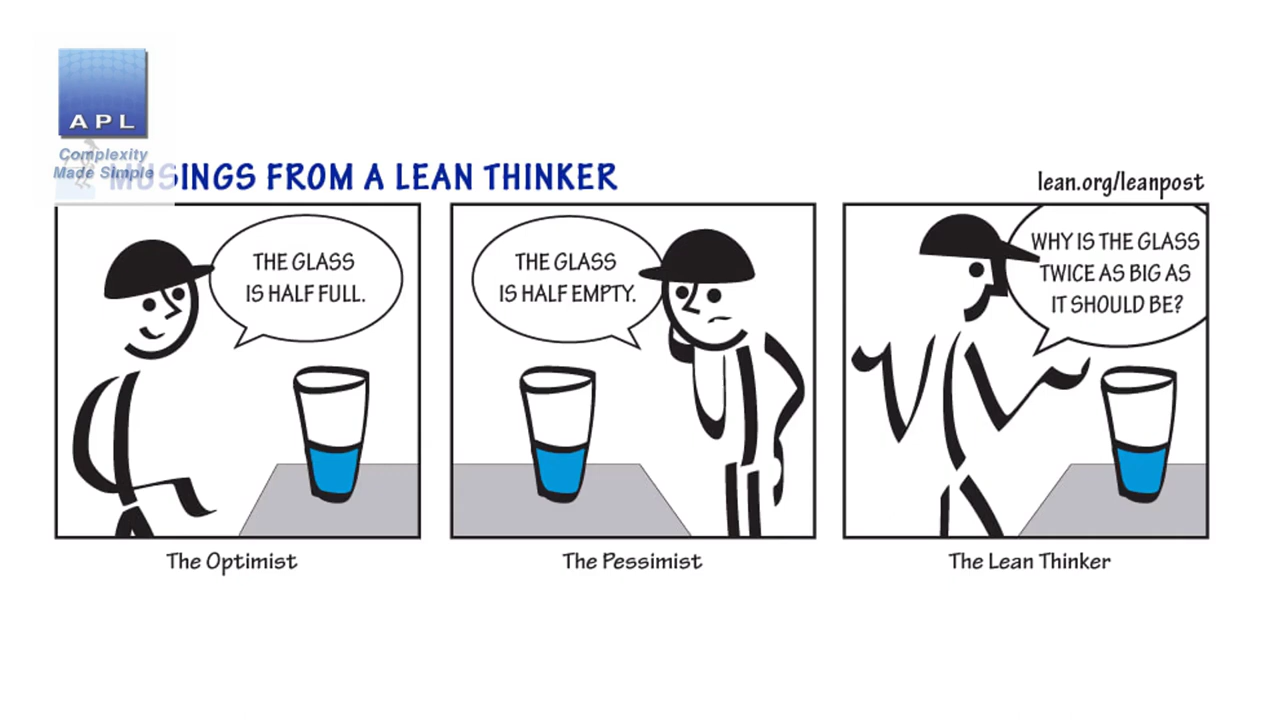 APL
Complexity
Made Simple
MUSINGS FROM A LEAN THINKER
lean.org/leanpost
THE GLASS
IS HALF FULL.
THE GLASS
IS HALF EMPTY.
WHY IS THE GLASS
TWICE AS BIG AS
IT SHOULD BE?
The Optimist
The Pessimist
The Lean Thinker